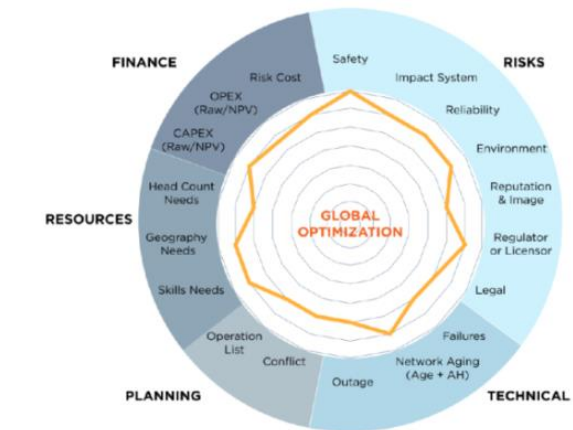 FINANCE
RISKS
RESOURCES
PLANNING
TECHNICAL
Safety
Impact System
Reliability
Environment
Reputation
& Image
Regulator
or Licensor
Legal
Failures
Network Aging
(Age + AH)
Outage
Conflict
Operation
List
Skills Needs
Geography
Needs
Head Count
Needs
CAPEX
(Raw/NPV)
OPEX
(Raw/NPV)
Risk Cost
GLOBAL
OPTIMIZATION